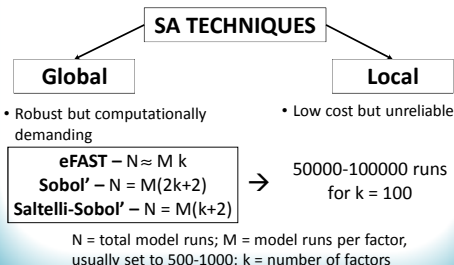 SA TECHNIQUES
Global
• Robust but computationally
demanding
eFAST – N ≈ M k
Sobol' – N = M(2k+2)
Saltelli-Sobol' – N = M(k+2)
→
Local
• Low cost but unreliable
50000-100000 runs
for k = 100
N = total model runs; M = model runs per factor,
usually set to 500-1000; k = number of factors